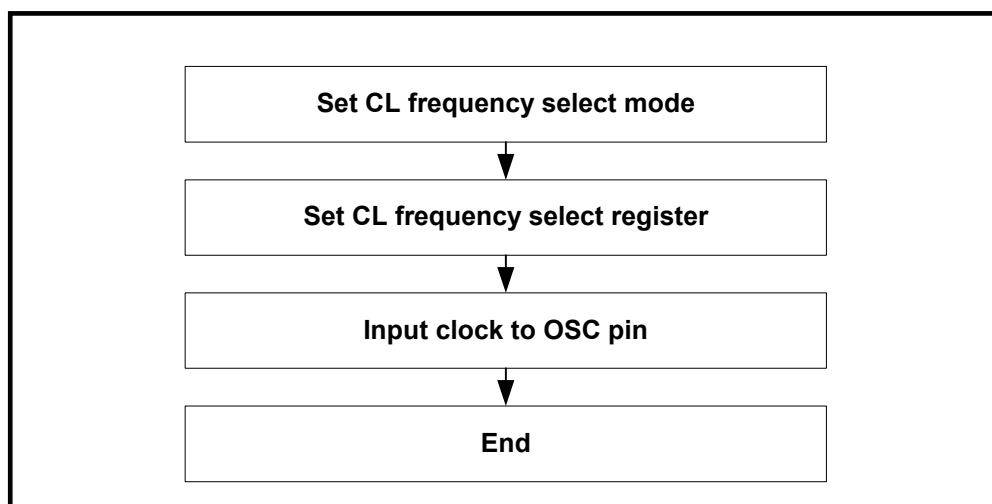 Set CL frequency select mode
Set CL frequency select register
Input clock to OSC pin
End